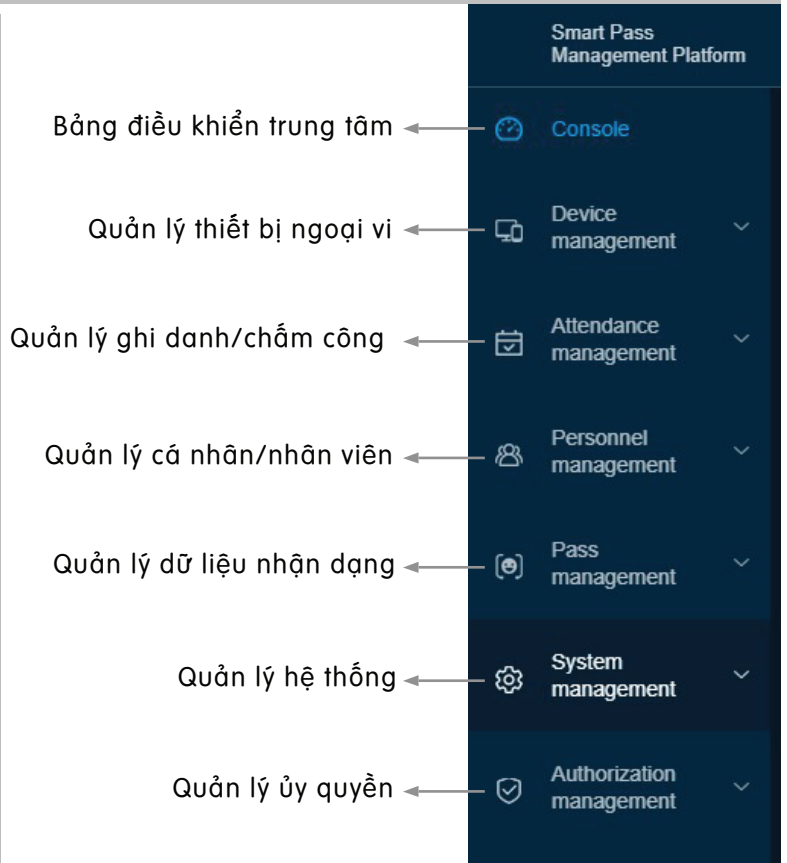 Smart Pass
Management Platform
Bảng điều khiển trung tâm
Console
Quản lý thiết bị ngoại vi
Device
management
Quản lý ghi danh/chấm công
Attendance
management
Quản lý cá nhân/nhân viên
Personnel
management
Quản lý dữ liệu nhận dạng
Pass
management
Quản lý hệ thống
System
management
Quản lý ủy quyền
Authorization
management